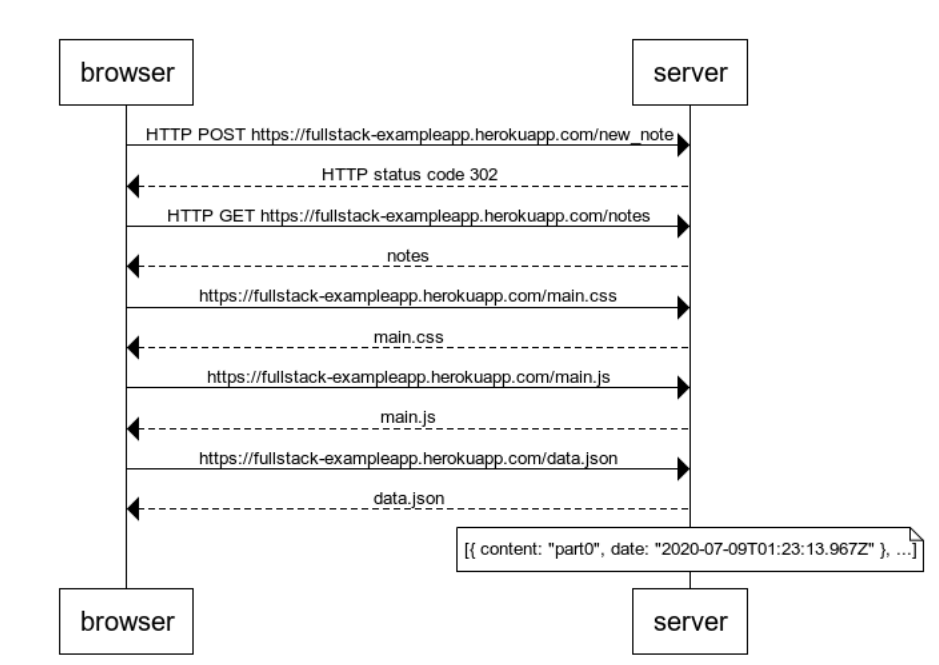 browser server
HTTP POST https://fullstack-exampleapp.herokuapp.com/new_note
HTTP status code 302
HTTP GET https://fullstack-exampleapp.herokuapp.com/notes
notes
https://fullstack-exampleapp.herokuapp.com/main.css
main.css
https://fullstack-exampleapp.herokuapp.com/main.js
main.js
https://fullstack-exampleapp.herokuapp.com/data.json
data.json
[{ content: "part0", date: "2020-07-09T01:23:13.967Z" }, ...]
browser server